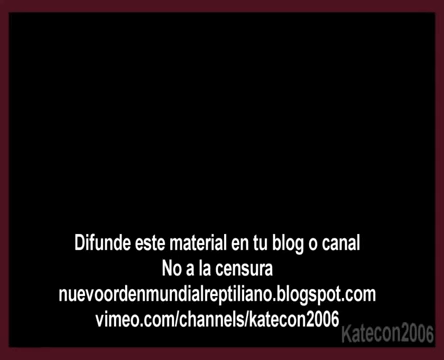 Difunde este material en tu blog o canal
No a la censura
nuevoordenmundialreptiliano.blogspot.com
vimeo.com/channels/katecon2006
Katecon2006